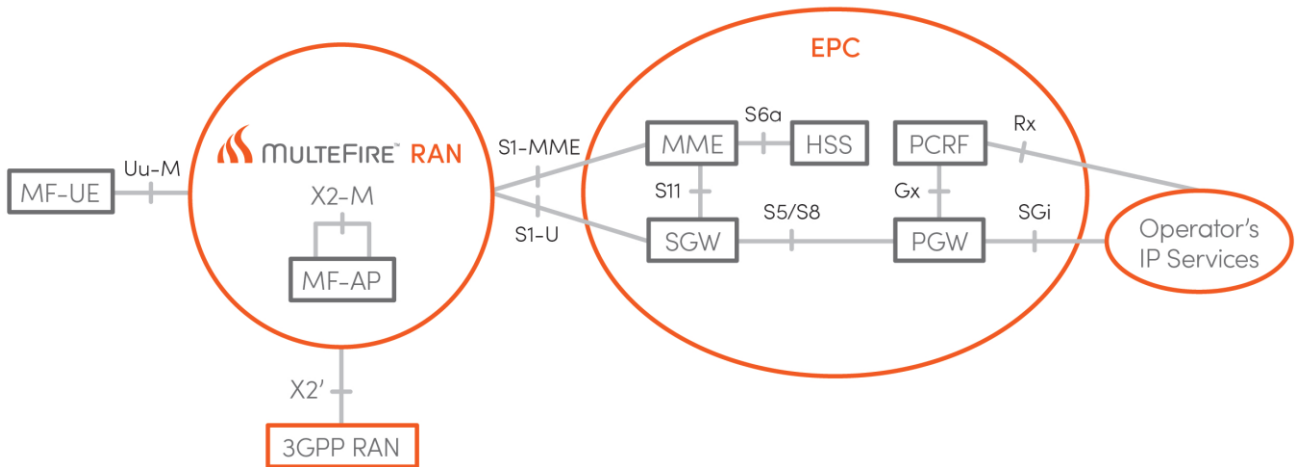 EPC
MULTEFIRE™ RAN
MF-UE
Uu-M
X2-M
MF-AP
X2'
3GPP RAN
S1-MME
S1-U
MME
S6a
HSS
S11
SGW
S5/S8
PCRF
Gx
PGW
Rx
SGi
Operator's
IP Services